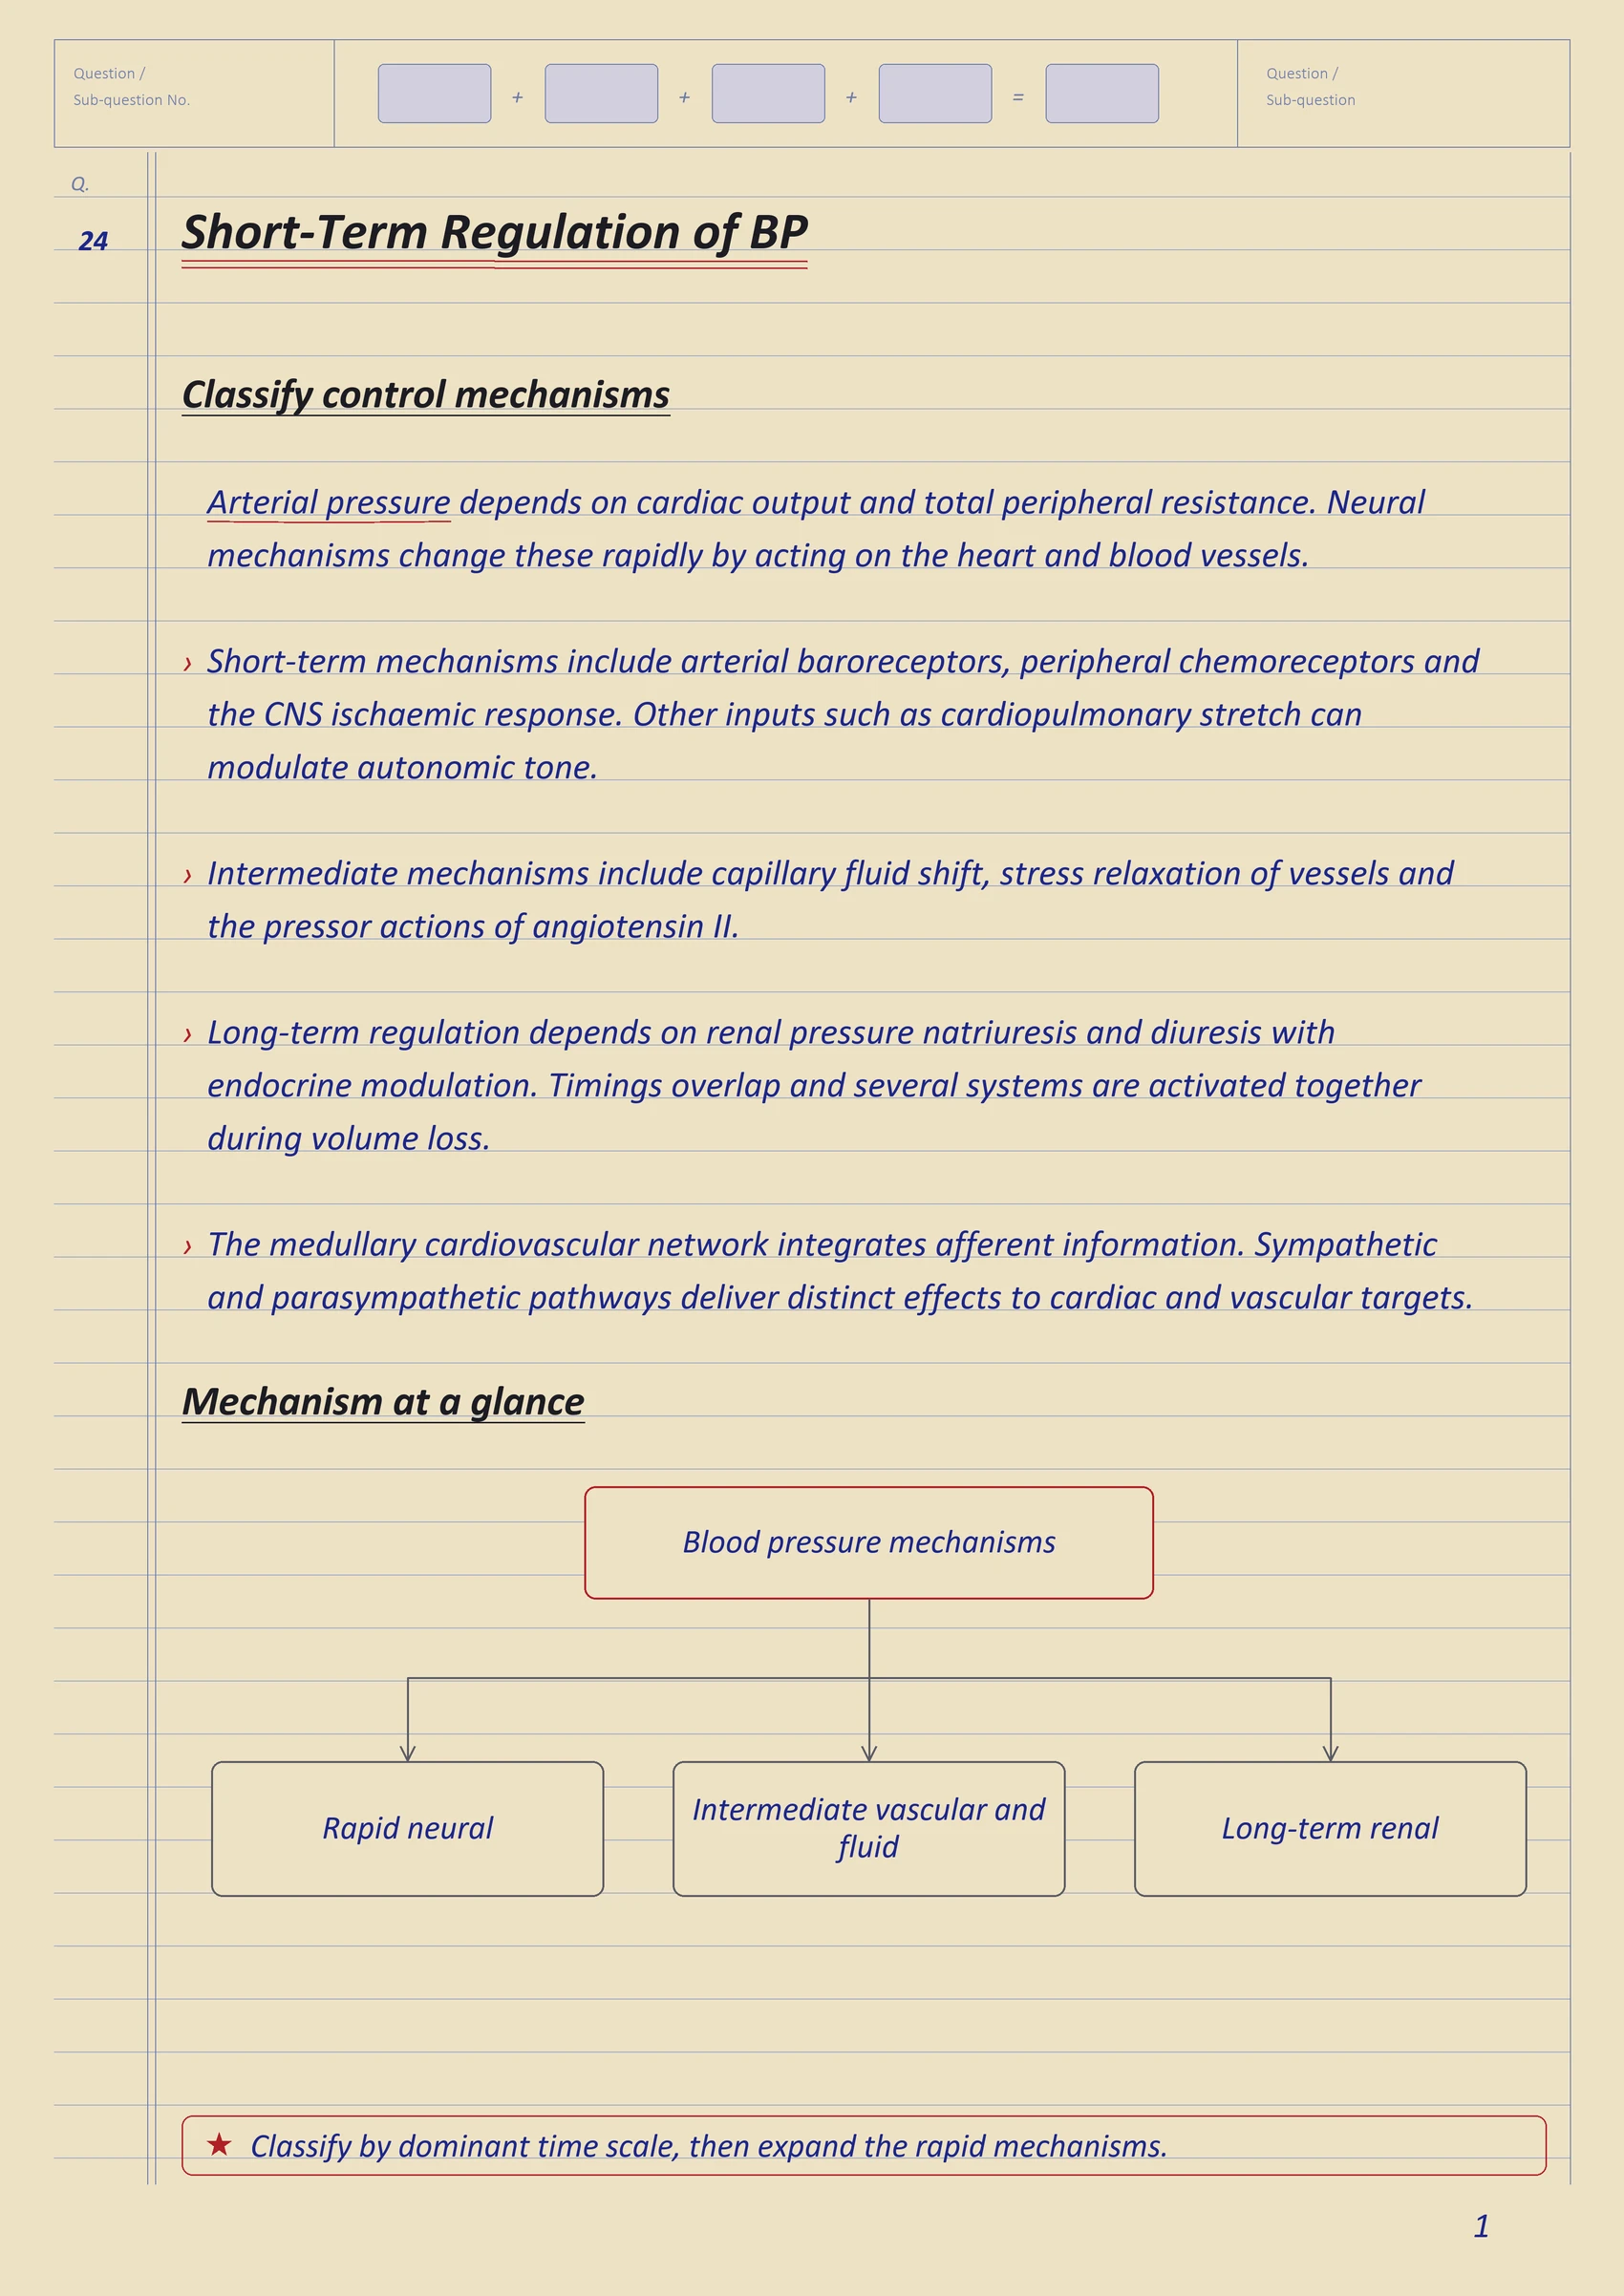 Question /
Sub-question No.
+ + + =
Question /
Sub-question
Q.
24
Short-Term Regulation of BP
Classify control mechanisms
Arterial pressure depends on cardiac output and total peripheral resistance. Neural
mechanisms change these rapidly by acting on the heart and blood vessels.
› Short-term mechanisms include arterial baroreceptors, peripheral chemoreceptors and
the CNS ischaemic response. Other inputs such as cardiopulmonary stretch can
modulate autonomic tone.
› Intermediate mechanisms include capillary fluid shift, stress relaxation of vessels and
the pressor actions of angiotensin II.
› Long-term regulation depends on renal pressure natriuresis and diuresis with
endocrine modulation. Timings overlap and several systems are activated together
during volume loss.
› The medullary cardiovascular network integrates afferent information. Sympathetic
and parasympathetic pathways deliver distinct effects to cardiac and vascular targets.
Mechanism at a glance
Blood pressure mechanisms
Rapid neural
Intermediate vascular and
fluid
Long-term renal
★ Classify by dominant time scale, then expand the rapid mechanisms.
1